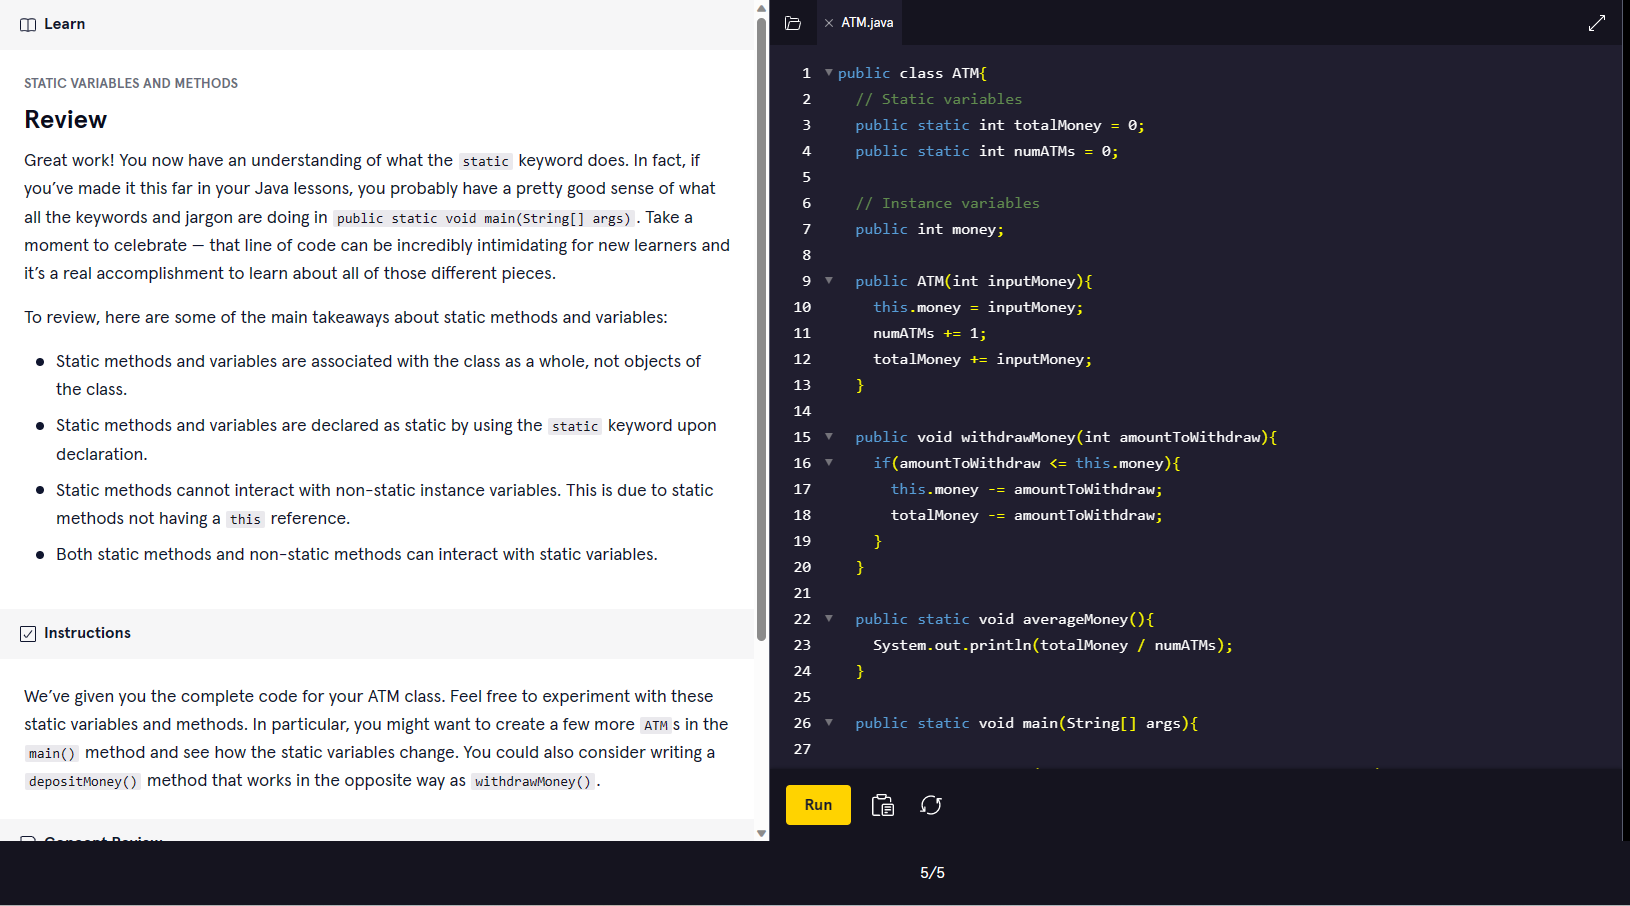 Learn
STATIC VARIABLES AND METHODS
Review
Great work! You now have an understanding of what the static keyword does. In fact, if
you’ve made it this far in your Java lessons, you probably have a pretty good sense of what
all the keywords and jargon are doing in public static void main(String[] args). Take a
moment to celebrate — that line of code can be incredibly intimidating for new learners and
it’s a real accomplishment to learn about all of those different pieces.
To review, here are some of the main takeaways about static methods and variables:
● Static methods and variables are associated with the class as a whole, not objects of
the class.
● Static methods and variables are declared as static by using the static keyword upon
declaration.
● Static methods cannot interact with non-static instance variables. This is due to static
methods not having a this reference.
● Both static methods and non-static methods can interact with static variables.
Instructions
We’ve given you the complete code for your ATM class. Feel free to experiment with these
static variables and methods. In particular, you might want to create a few more ATM s in the
main() method and see how the static variables change. You could also consider writing a
depositMoney() method that works in the opposite way as withdrawMoney().
Concept Review
ATM.java
1 public class ATM{
2 // Static variables
3 public static int totalMoney = 0;
4 public static int numATMs = 0;
5
6 // Instance variables
7 public int money;
8
9 public ATM(int inputMoney){
10 this.money = inputMoney;
11 numATMs += 1;
12 totalMoney += inputMoney;
13 }
14
15 public void withdrawMoney(int amountToWithdraw){
16 if(amountToWithdraw <= this.money){
17 this.money -= amountToWithdraw;
18 totalMoney -= amountToWithdraw;
19 }
20 }
21
22 public static void averageMoney(){
23 System.out.println(totalMoney / numATMs);
24 }
25
26 public static void main(String[] args){
27
Run
5/5